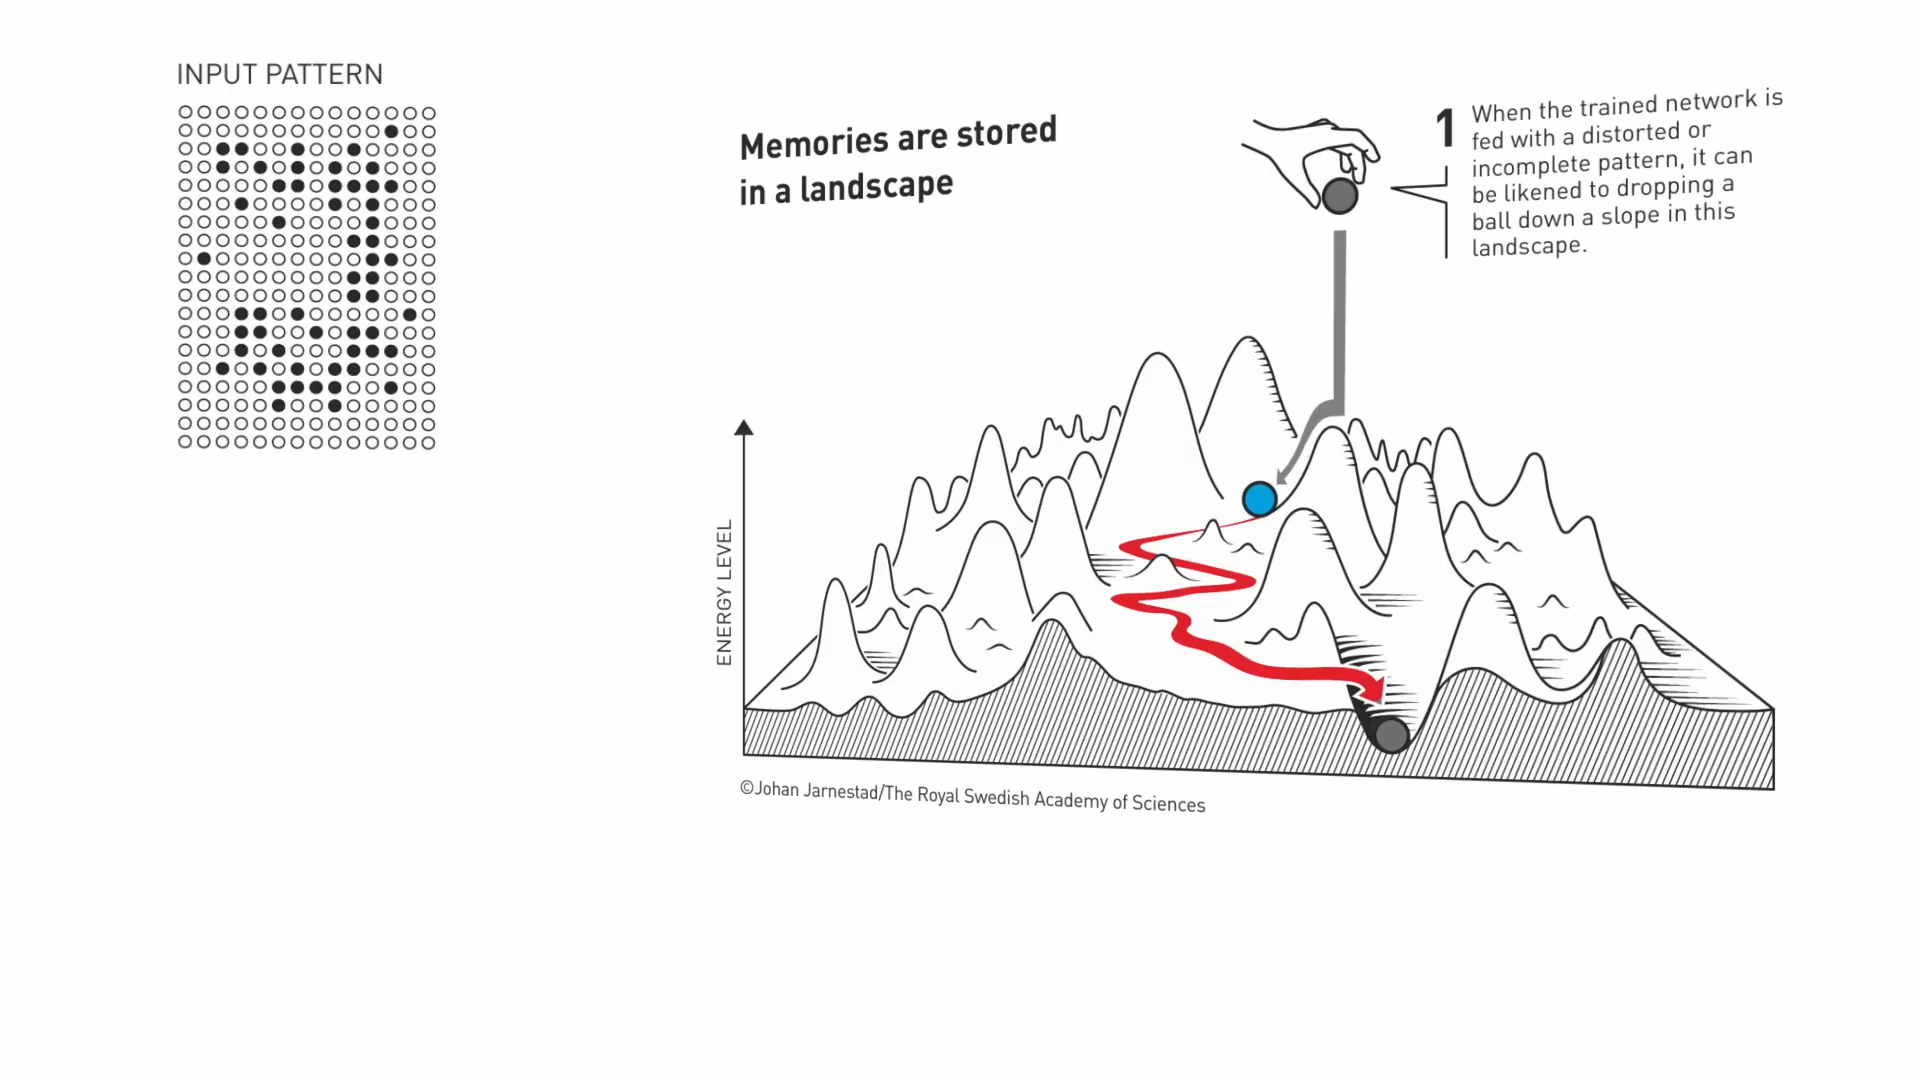 INPUT PATTERN
Memories are stored
in a landscape
1
When the trained network is
fed with a distorted or
incomplete pattern, it can
be likened to dropping a
ball down a slope in this
landscape.
ENERGY LEVEL
©Johan Jarnestad/The Royal Swedish Academy of Sciences